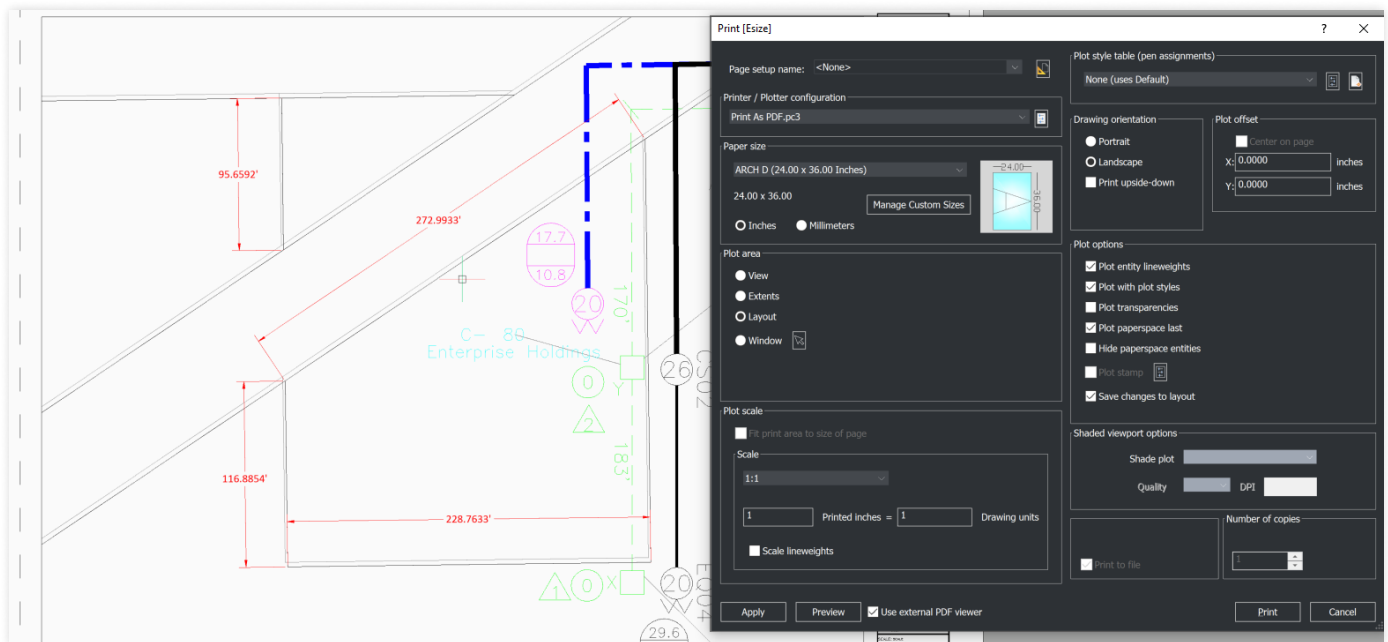 95.6592'
272.9933'
17.7
10.8
20
W
170'
C- 80
Enterprise Holdings
26
CS02
0
Y
2
183'
116.8854'
228.7633'
1
0
X
20
W
EQ04
29.6
Print [Esize]
?
Page setup name: <None>
Printer / Plotter configuration
Print As PDF.pc3
Paper size
ARCH D (24.00 x 36.00 Inches)
24.00 x 36.00
Manage Custom Sizes
Inches
Millimeters
24.00
36.00
A
Plot area
View
Extents
Layout
Window
Plot scale
Fit print area to size of page
Scale
1:1
1 Printed inches = 1 Drawing units
Scale lineweights
Plot style table (pen assignments)
None (uses Default)
Drawing orientation
Portrait
Landscape
Print upside-down
Plot offset
Center on page
X: 0.0000 inches
Y: 0.0000 inches
Plot options
Plot entity lineweights
Plot with plot styles
Plot transparencies
Plot paperspace last
Hide paperspace entities
Plot stamp
Save changes to layout
Shaded viewport options
Shade plot
Quality
DPI
Number of copies
Print to file
1
Apply
Preview
Use external PDF viewer
Print
Cancel